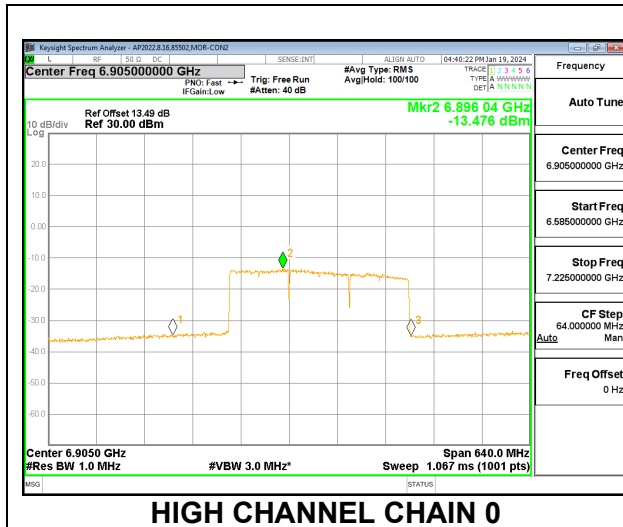 Keysight Spectrum Analyzer - AP2022.8.16,85502,MOR-CON2
L RF 50 Ω DC SENSE:INT ALIGN AUTO 04:40:22 PM Jan 19, 2024
Center Freq 6.905000000 GHz
PNO: Fast
IFGain:Low
Trig: Free Run
#Atten: 40 dB
#Avg Type: RMS
Avg|Hold: 100/100
TRACE 1 2 3 4 5 6
TYPE A WWWWW
DET A N N N N N
Frequency
Auto Tune
Center Freq
6.905000000 GHz
Start Freq
6.585000000 GHz
Stop Freq
7.225000000 GHz
CF Step
64.000000 MHz
Auto Man
Freq Offset
0 Hz
Ref Offset 13.49 dB
10 dB/div Ref 30.00 dBm
Log
Mkr2 6.896 04 GHz
-13.476 dBm
20.0
10.0
0.00
-10.0
-20.0
-30.0
-40.0
-50.0
-60.0
2
1
3
Center 6.9050 GHz Span 640.0 MHz
#Res BW 1.0 MHz #VBW 3.0 MHz* Sweep 1.067 ms (1001 pts)
MSG STATUS
HIGH CHANNEL CHAIN 0